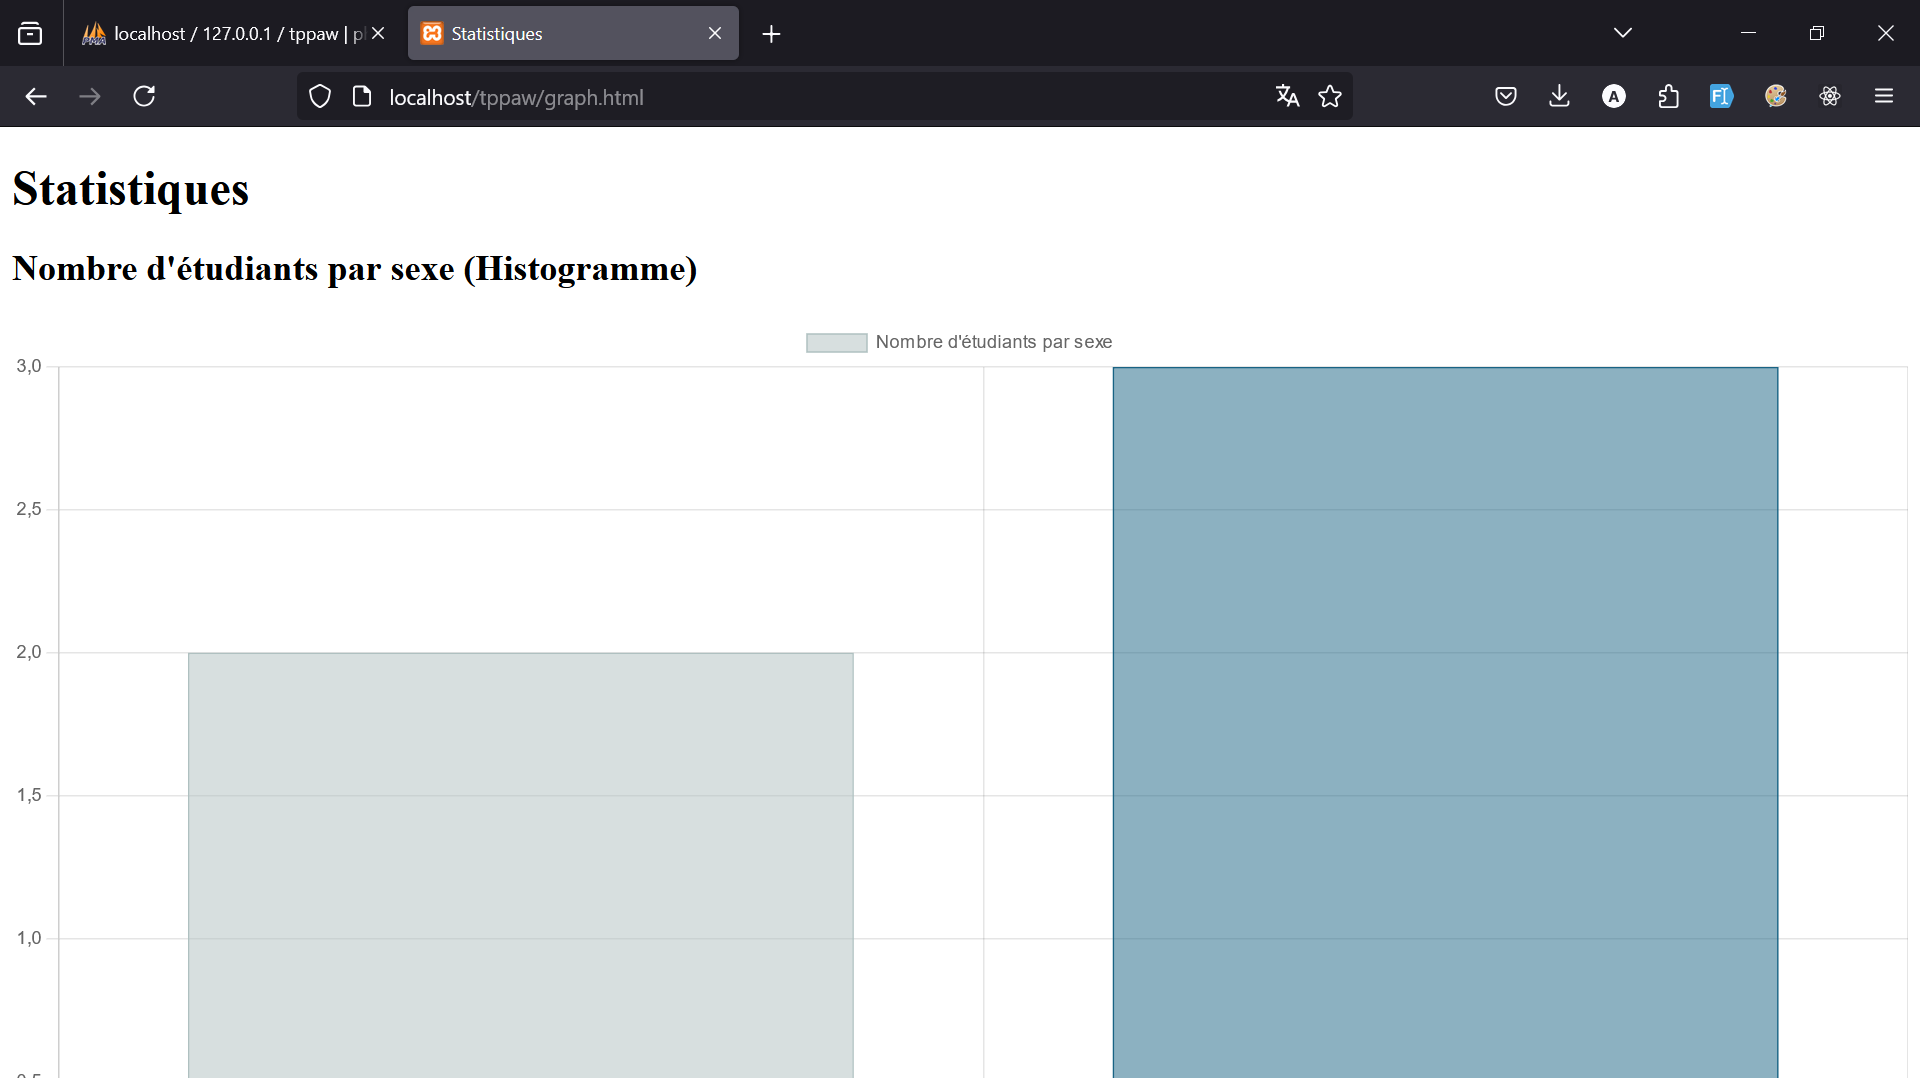 localhost / 127.0.0.1 / tppaw |
Statistiques
localhost/tppaw/graph.html
A
Statistiques
Nombre d'étudiants par sexe (Histogramme)
Nombre d'étudiants par sexe
3,0
2,5
2,0
1,5
1,0